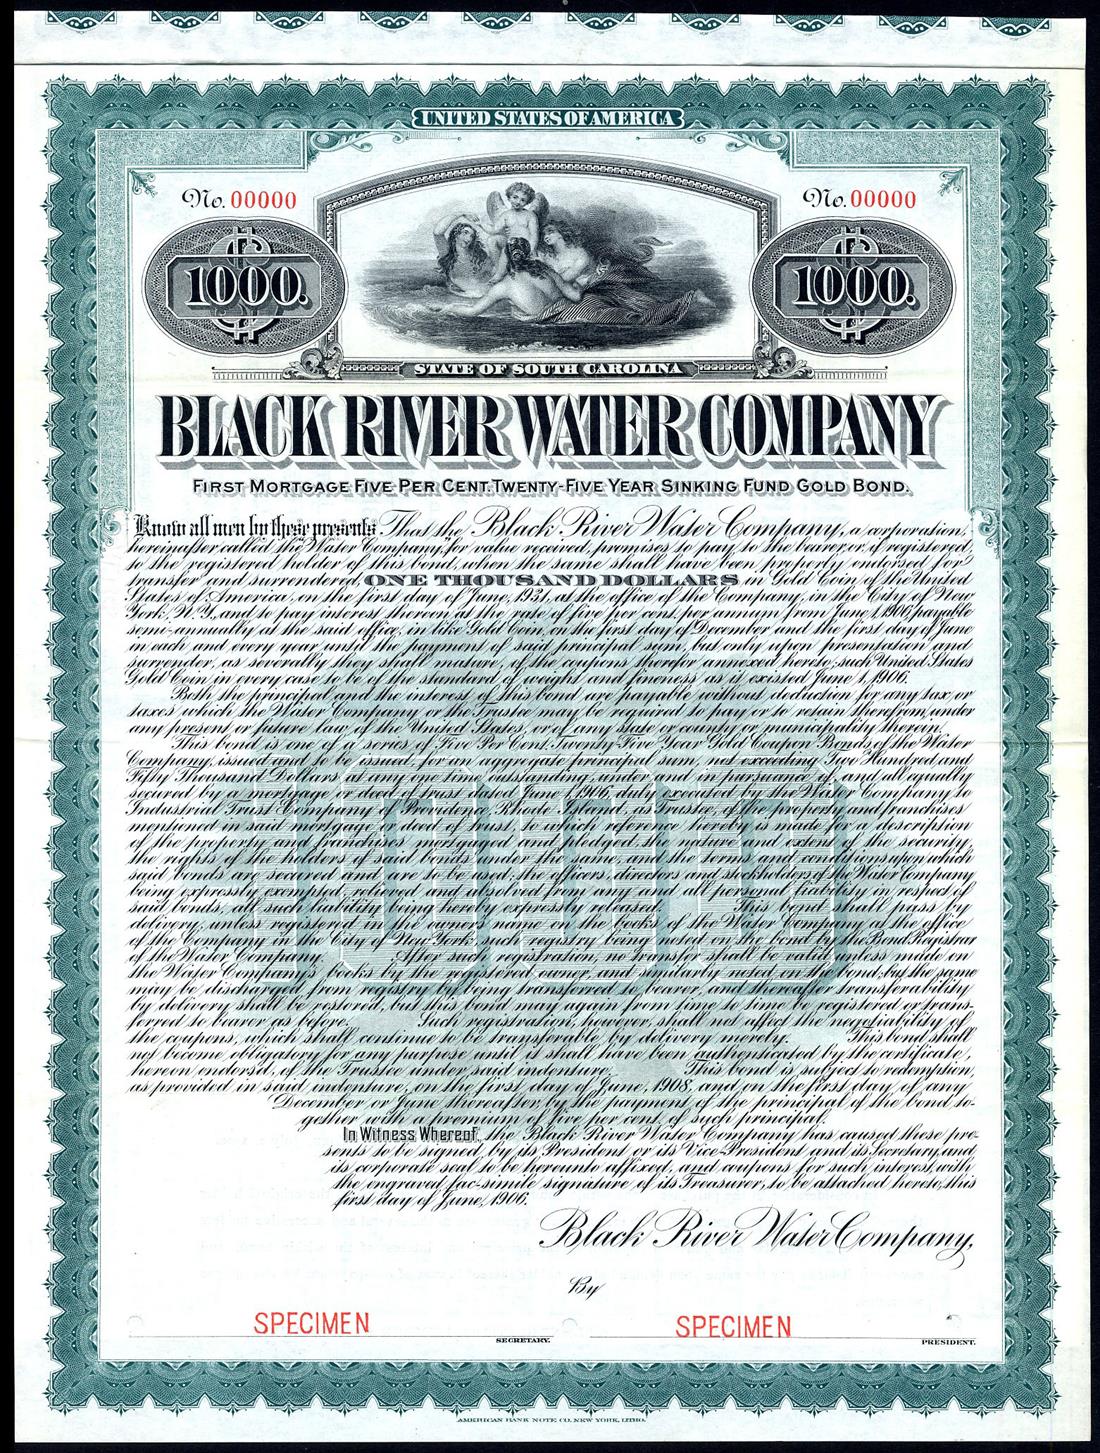 UNITED STATES OF AMERICA
No. 00000
No. 00000
1000.
1000.
STATE OF SOUTH CAROLINA
BLACK RIVER WATER COMPANY
FIRST MORTGAGE FIVE PER CENT. TWENTY-FIVE YEAR SINKING FUND GOLD BOND.
Know all men by these presents That the Black River Water Company, a corporation,
hereinafter called the "Water Company," for value received, promises to pay, to the bearer, or, if registered,
to the registered holder of this bond, when the same shall have been properly endorsed for
transfer and surrendered, ONE THOUSAND DOLLARS in Gold Coin of the United
States of America, on the first day of June, 1931, at the office of the Company, in the City of New
York, N.Y., and to pay interest thereon at the rate of five per cent. per annum from June 1, 1906, payable
semi-annually at the said office, in like Gold Coin, on the first day of December and the first day of June
in each and every year until the payment of said principal sum, but only upon presentation and
surrender, as severally they shall mature, of the coupons therefor annexed hereto; such United States
Gold Coin in every case to be of the standard of weight and fineness as it existed June 1, 1906.
Both the principal and the interest of this bond are payable without deduction for any tax or
taxes which the Water Company or the Trustee may be required to pay or to retain therefrom, under
any present or future law of the United States, or of any state or county or municipality therein.
This bond is one of a series of Five Per Cent. Twenty-Five Year Gold Coupon Bonds of the Water
Company, issued and to be issued for an aggregate principal sum, not exceeding Two Hundred and
Fifty Thousand Dollars at any one time outstanding, under and in pursuance of, and all equally
secured by a mortgage or deed of trust dated June 1, 1906, duly executed by the Water Company to
Industrial Trust Company of Providence, Rhode Island, as Trustee, of the property and franchises
mentioned in said mortgage or deed of trust, to which reference hereby is made for a description
of the property and franchises mortgaged and pledged, the nature and extent of the security,
the rights of the holders of said bonds under the same, and the terms and conditions upon which
said bonds are secured and are to be used; the officers, directors and stockholders of the Water Company
being expressly exempted, relieved and absolved from any and all personal liability in respect of
said bonds, all such liability being hereby expressly released. This bond shall pass by
delivery, unless registered in the owner's name on the books of the Water Company at the office
of the Company in the City of New York, such registry being noted on the bond by the Bond Registrar
of the Water Company. After such registration, no transfer shall be valid unless made on
the Water Company's books by the registered owner, and similarly noted on the bond; but the same
may be discharged from registry by being transferred to bearer, and thereafter transferability
by delivery shall be restored, but this bond may again from time to time be registered or trans-
ferred to bearer as before. Such registration, however, shall not affect the negotiability of
the coupons, which shall continue to be transferable by delivery merely. This bond shall
not become obligatory for any purpose until it shall have been authenticated by the certificate,
hereon endorsed, of the Trustee under said indenture. This bond is subject to redemption,
as provided in said indenture, on the first day of June, 1908, and on the first day of any
December or June thereafter, by the payment of the principal of the bond to-
gether with a premium of five per cent. of such principal.
In Witness Whereof, the Black River Water Company has caused these pre-
sents to be signed, by its President or its Vice-President and its Secretary, and
its corporate seal to be hereunto affixed, and coupons for such interest, with
the engraved fac-simile signature of its Treasurer, to be attached hereto, this
first day of June, 1906.
Black River Water Company,
By
SPECIMEN
SPECIMEN
SECRETARY.
PRESIDENT.
AMERICAN BANK NOTE CO. NEW YORK, LITHO.